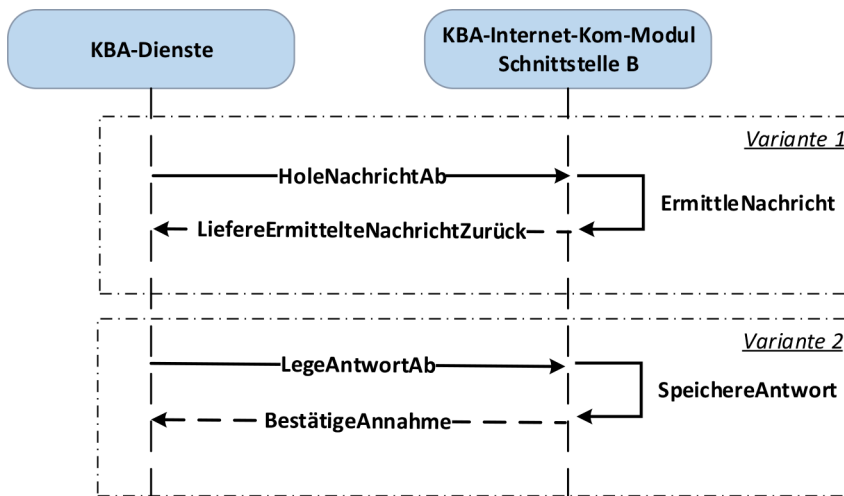 KBA-Dienste
KBA-Internet-Kom-Modul
Schnittstelle B
Variante 1
HoleNachrichtAb
ErmittleNachricht
LiefereErmittelteNachrichtZurück
Variante 2
LegeAntwortAb
SpeichereAntwort
BestätigeAnnahme